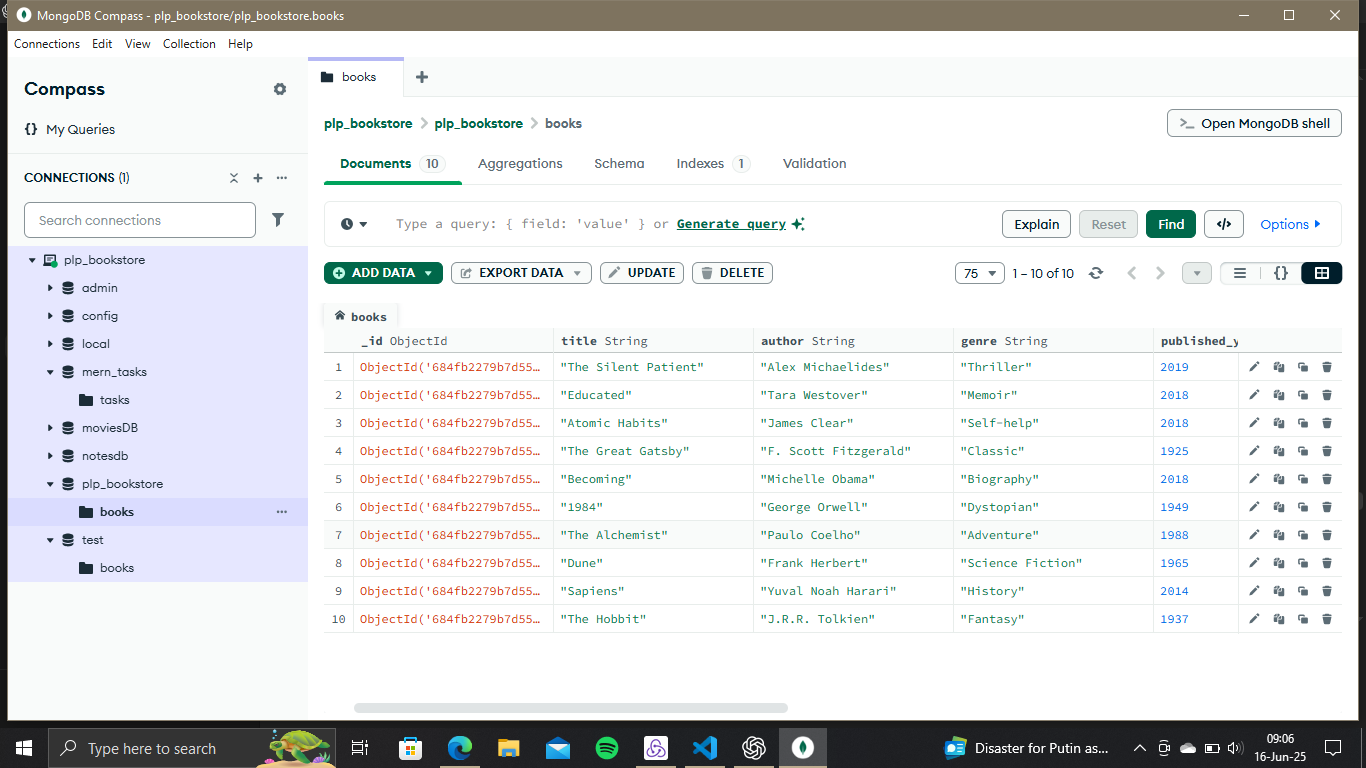 MongoDB Compass - plp_bookstore/plp_bookstore.books
Connections Edit View Collection Help
Compass
{} My Queries
CONNECTIONS (1)
Search connections
plp_bookstore
admin
config
local
mern_tasks
tasks
moviesDB
notesdb
plp_bookstore
books
test
books
books
plp_bookstore > plp_bookstore > books
>_ Open MongoDB shell
Documents 10 Aggregations Schema Indexes 1 Validation
Type a query: { field: 'value' } or Generate query
Explain Reset Find </> Options
ADD DATA EXPORT DATA UPDATE DELETE
75 1 – 10 of 10 {}
books
_id ObjectId title String author String genre String published_y
1 ObjectId('684fb2279b7d55… "The Silent Patient" "Alex Michaelides" "Thriller" 2019
2 ObjectId('684fb2279b7d55… "Educated" "Tara Westover" "Memoir" 2018
3 ObjectId('684fb2279b7d55… "Atomic Habits" "James Clear" "Self-help" 2018
4 ObjectId('684fb2279b7d55… "The Great Gatsby" "F. Scott Fitzgerald" "Classic" 1925
5 ObjectId('684fb2279b7d55… "Becoming" "Michelle Obama" "Biography" 2018
6 ObjectId('684fb2279b7d55… "1984" "George Orwell" "Dystopian" 1949
7 ObjectId('684fb2279b7d55… "The Alchemist" "Paulo Coelho" "Adventure" 1988
8 ObjectId('684fb2279b7d55… "Dune" "Frank Herbert" "Science Fiction" 1965
9 ObjectId('684fb2279b7d55… "Sapiens" "Yuval Noah Harari" "History" 2014
10 ObjectId('684fb2279b7d55… "The Hobbit" "J.R.R. Tolkien" "Fantasy" 1937
Type here to search
Disaster for Putin as...
09:06
16-Jun-25